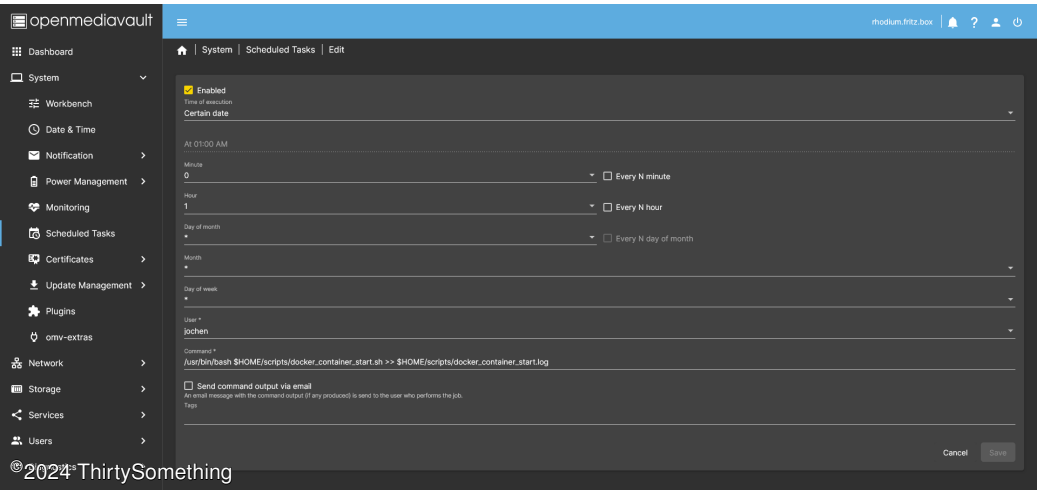 openmediavault
rhodium.fritz.box
?
Dashboard
System
Workbench
Date & Time
Notification
Power Management
Monitoring
Scheduled Tasks
Certificates
Update Management
Plugins
omv-extras
Network
Storage
Services
Users
| System | Scheduled Tasks | Edit
Enabled
Time of execution
Certain date
At 01:00 AM
Minute
0
Every N minute
Hour
1
Every N hour
Day of month
*
Every N day of month
Month
*
Day of week
*
User *
jochen
Command *
/usr/bin/bash $HOME/scripts/docker_container_start.sh >> $HOME/scripts/docker_container_start.log
Send command output via email
An email message with the command output (if any produced) is send to the user who performs the job.
Tags
Cancel
Save
©2024 ThirtySomething